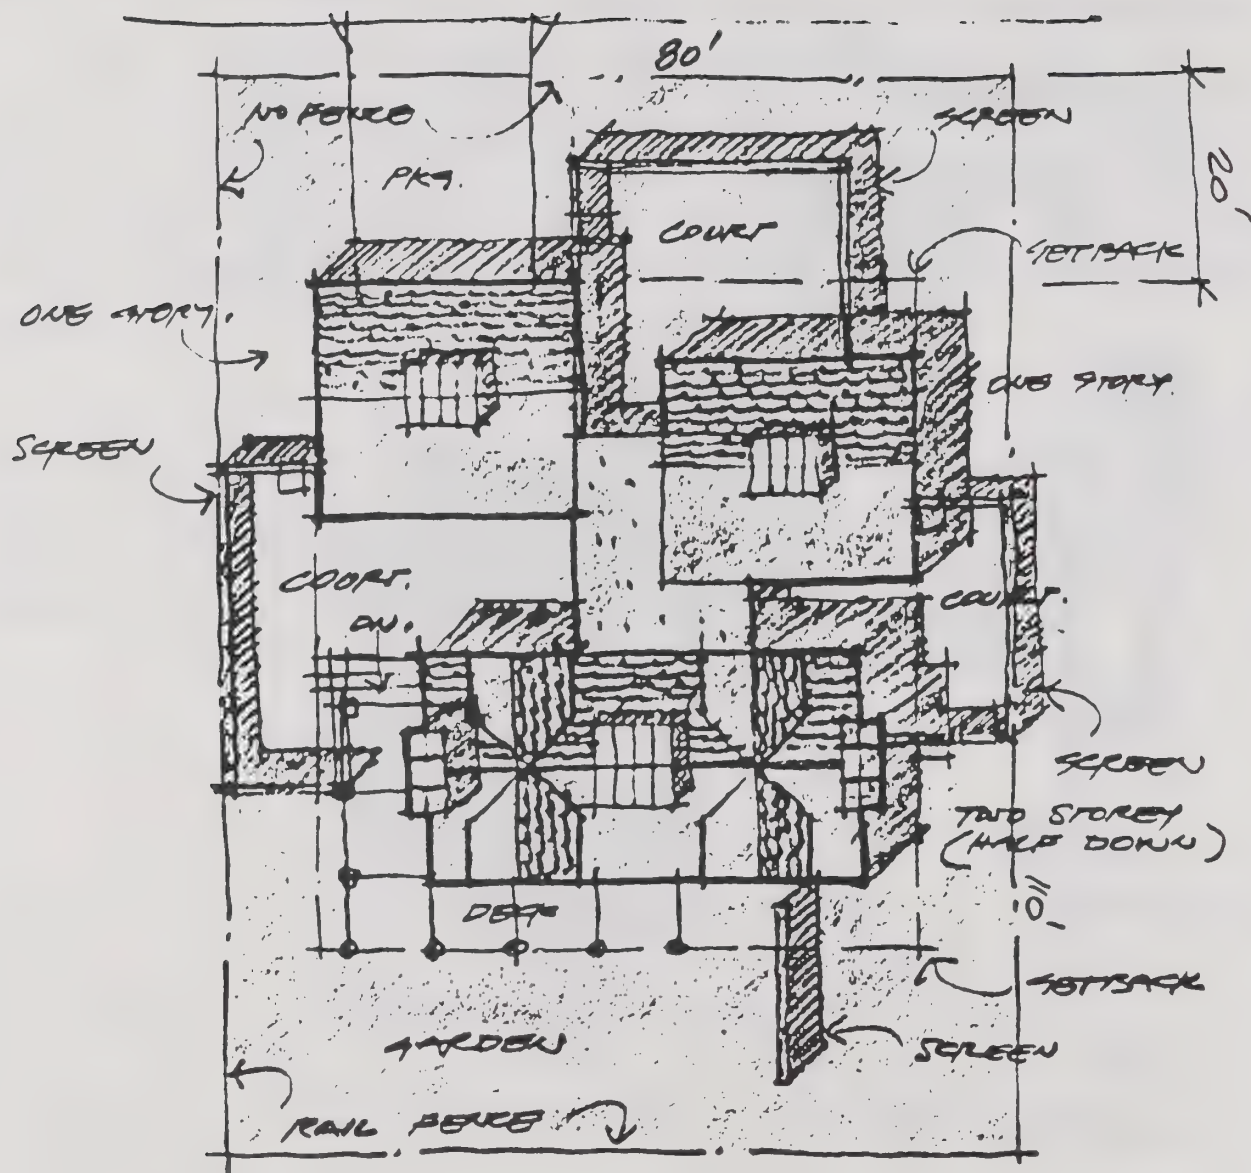 80'
NO FENCE
SCREEN
20'
PKG.
COURT
SETBACK
ONE STORY.
ONE STORY.
SCREEN
COURT.
DN.
COURT.
SCREEN
TWO STOREY
(HALF DOWN)
10'
DECK
SETBACK
GARDEN
SCREEN
RAIL FENCE